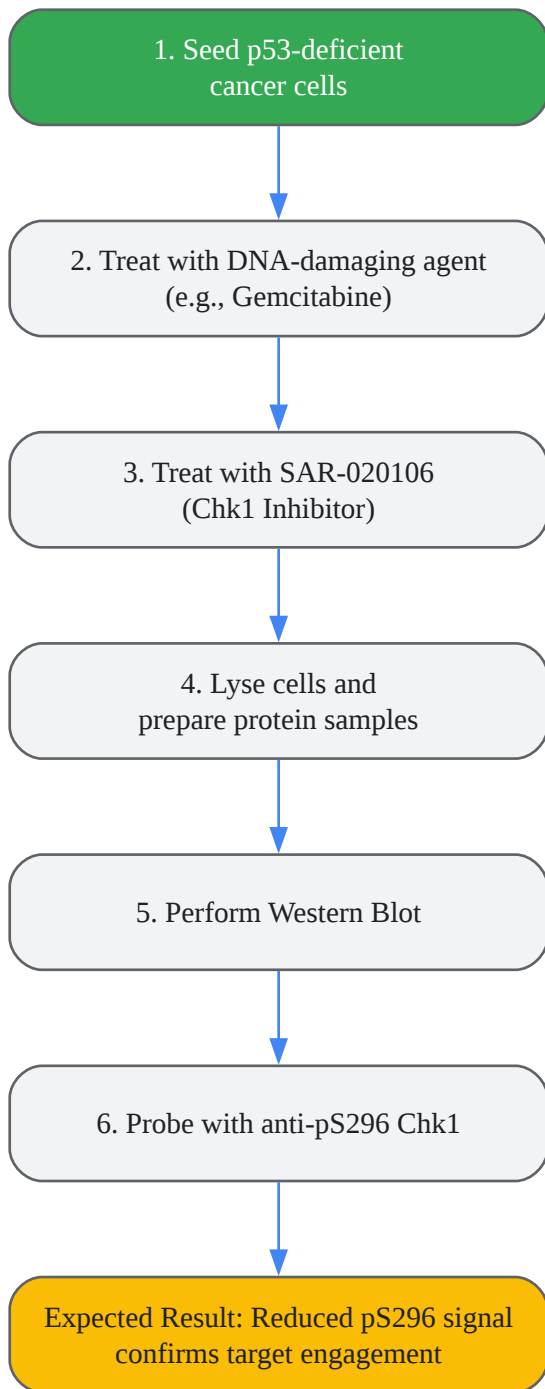 1. Seed p53-deficient
cancer cells
2. Treat with DNA-damaging agent
(e.g., Gemcitabine)
3. Treat with SAR-020106
(Chk1 Inhibitor)
4. Lyse cells and
prepare protein samples
5. Perform Western Blot
6. Probe with anti-pS296 Chk1
Expected Result: Reduced pS296 signal
confirms target engagement